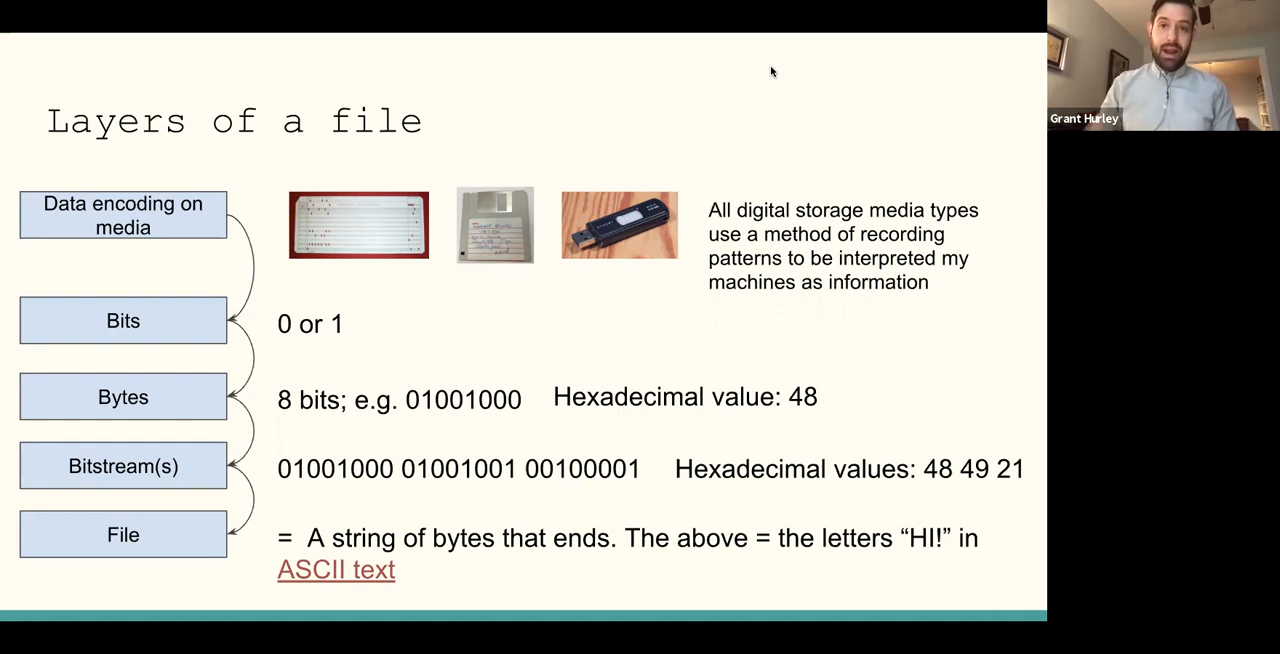 Grant Hurley
Layers of a file
Data encoding on
media
All digital storage media types
use a method of recording
patterns to be interpreted my
machines as information
Bits
0 or 1
Bytes
8 bits; e.g. 01001000
Hexadecimal value: 48
Bitstream(s)
01001000 01001001 00100001
Hexadecimal values: 48 49 21
File
= A string of bytes that ends. The above = the letters “HI!” in
ASCII text